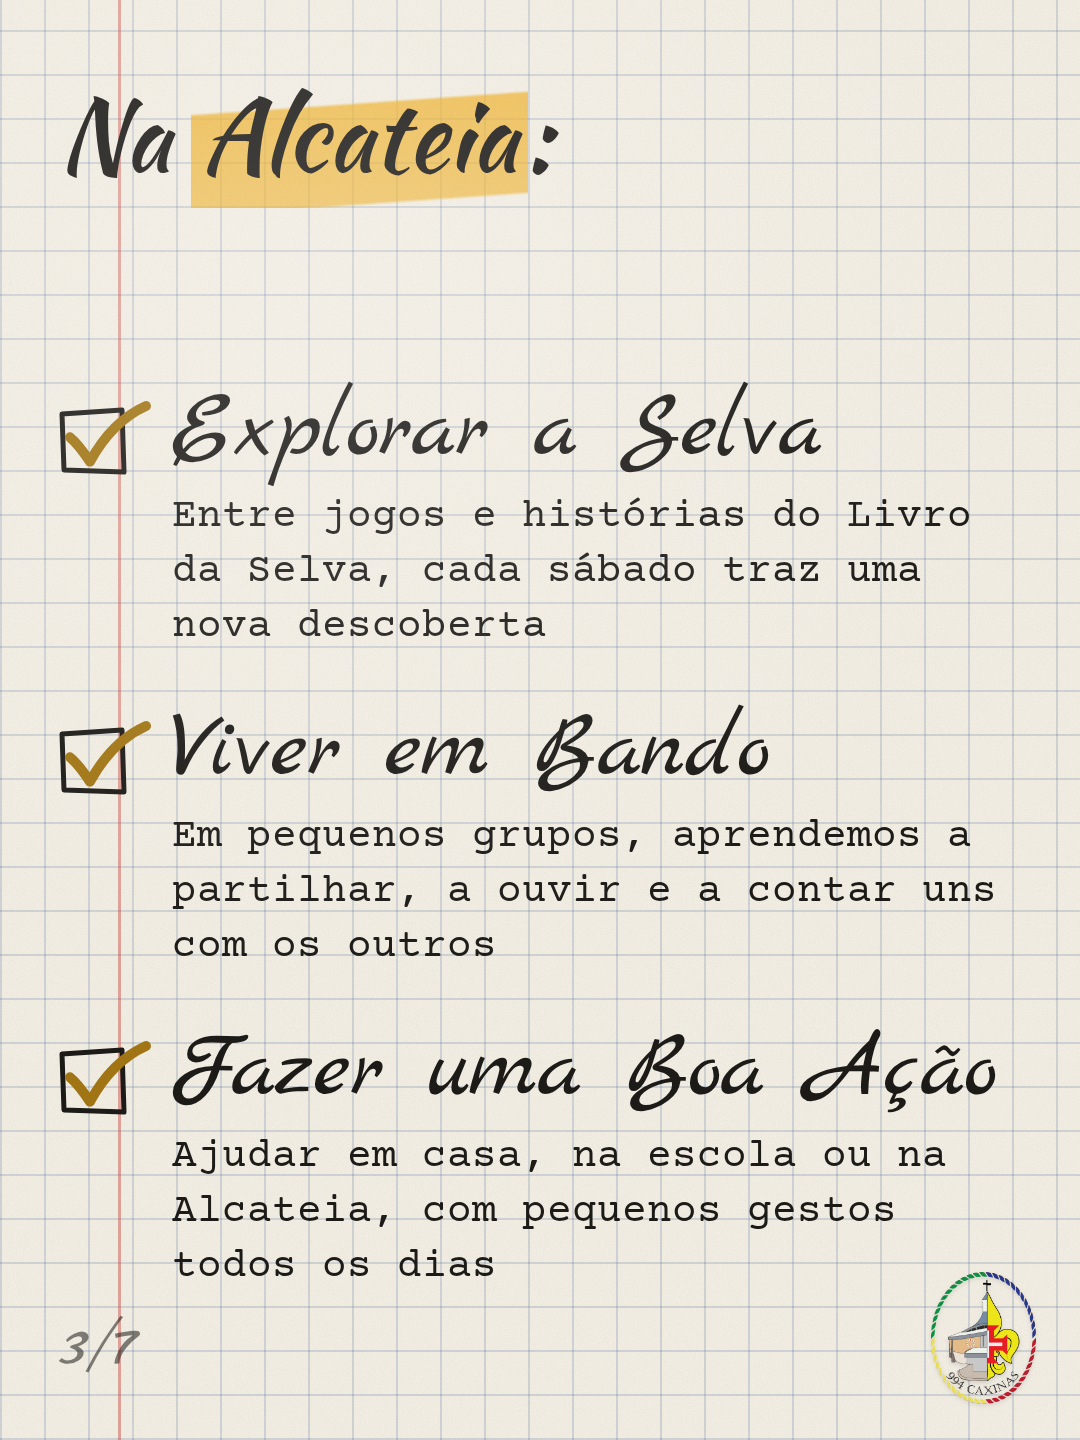 Na Alcateia:
Explorar a Selva
Entre jogos e histórias do Livro
da Selva, cada sábado traz uma
nova descoberta
Viver em Bando
Em pequenos grupos, aprendemos a
partilhar, a ouvir e a contar uns
com os outros
Fazer uma Boa Ação
Ajudar em casa, na escola ou na
Alcateia, com pequenos gestos
todos os dias
3/7
994 CAXINAS